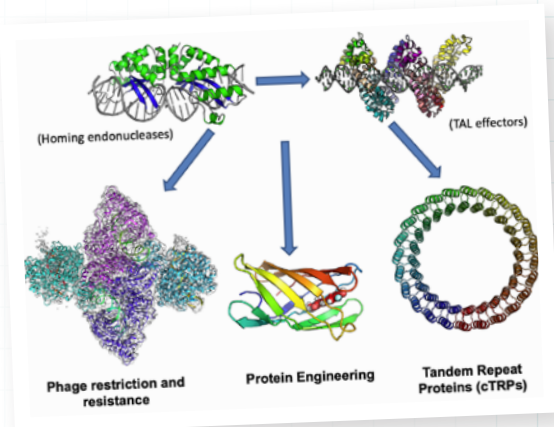 (Homing endonucleases)
(TAL effectors)
Phage restriction and
resistance
Protein Engineering
Tandem Repeat
Proteins (cTRPs)